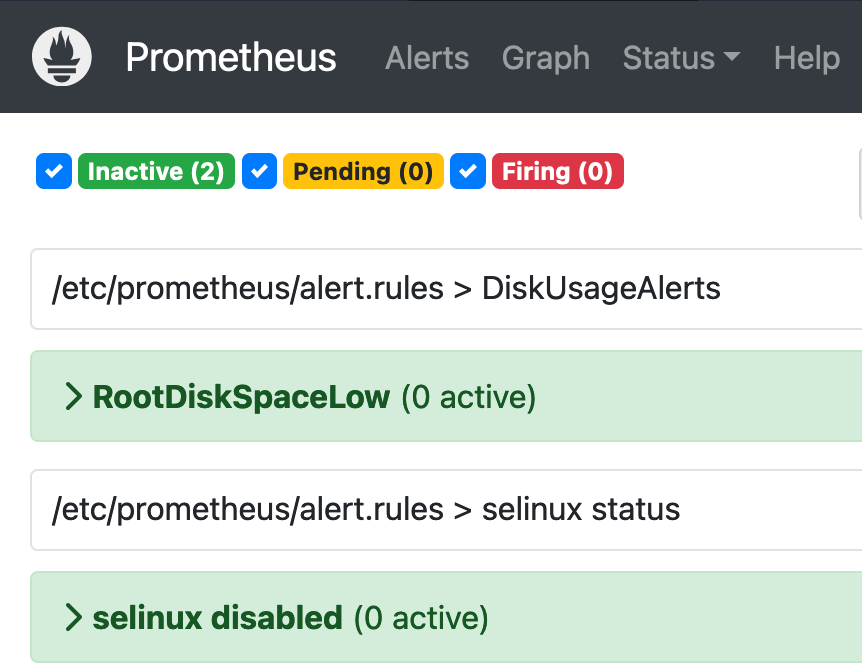 Prometheus Alerts Graph Status Help
Inactive (2) Pending (0) Firing (0)
/etc/prometheus/alert.rules > DiskUsageAlerts
RootDiskSpaceLow (0 active)
/etc/prometheus/alert.rules > selinux status
selinux disabled (0 active)